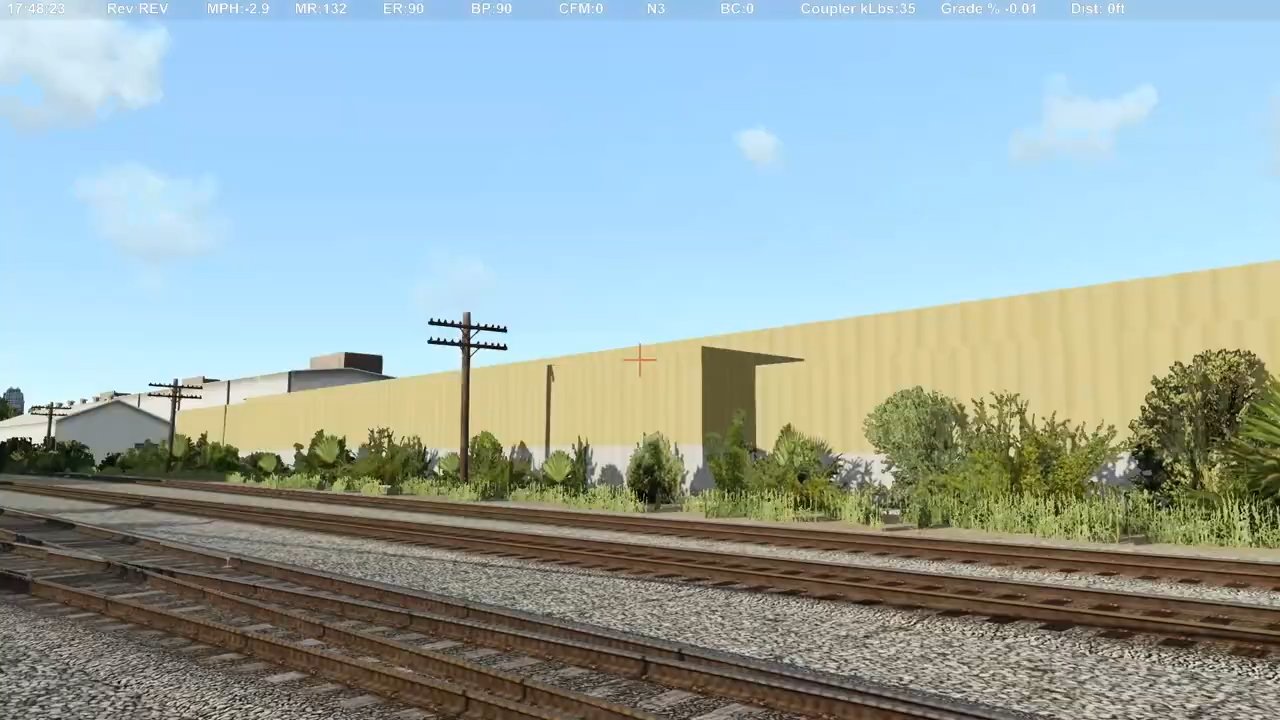 17:48:23 Rev REV MPH:-2.9 MR:132 ER:90 BP:90 CFM:0 N3 BC:0 Coupler kLbs:35 Grade % -0.01 Dist: 0ft